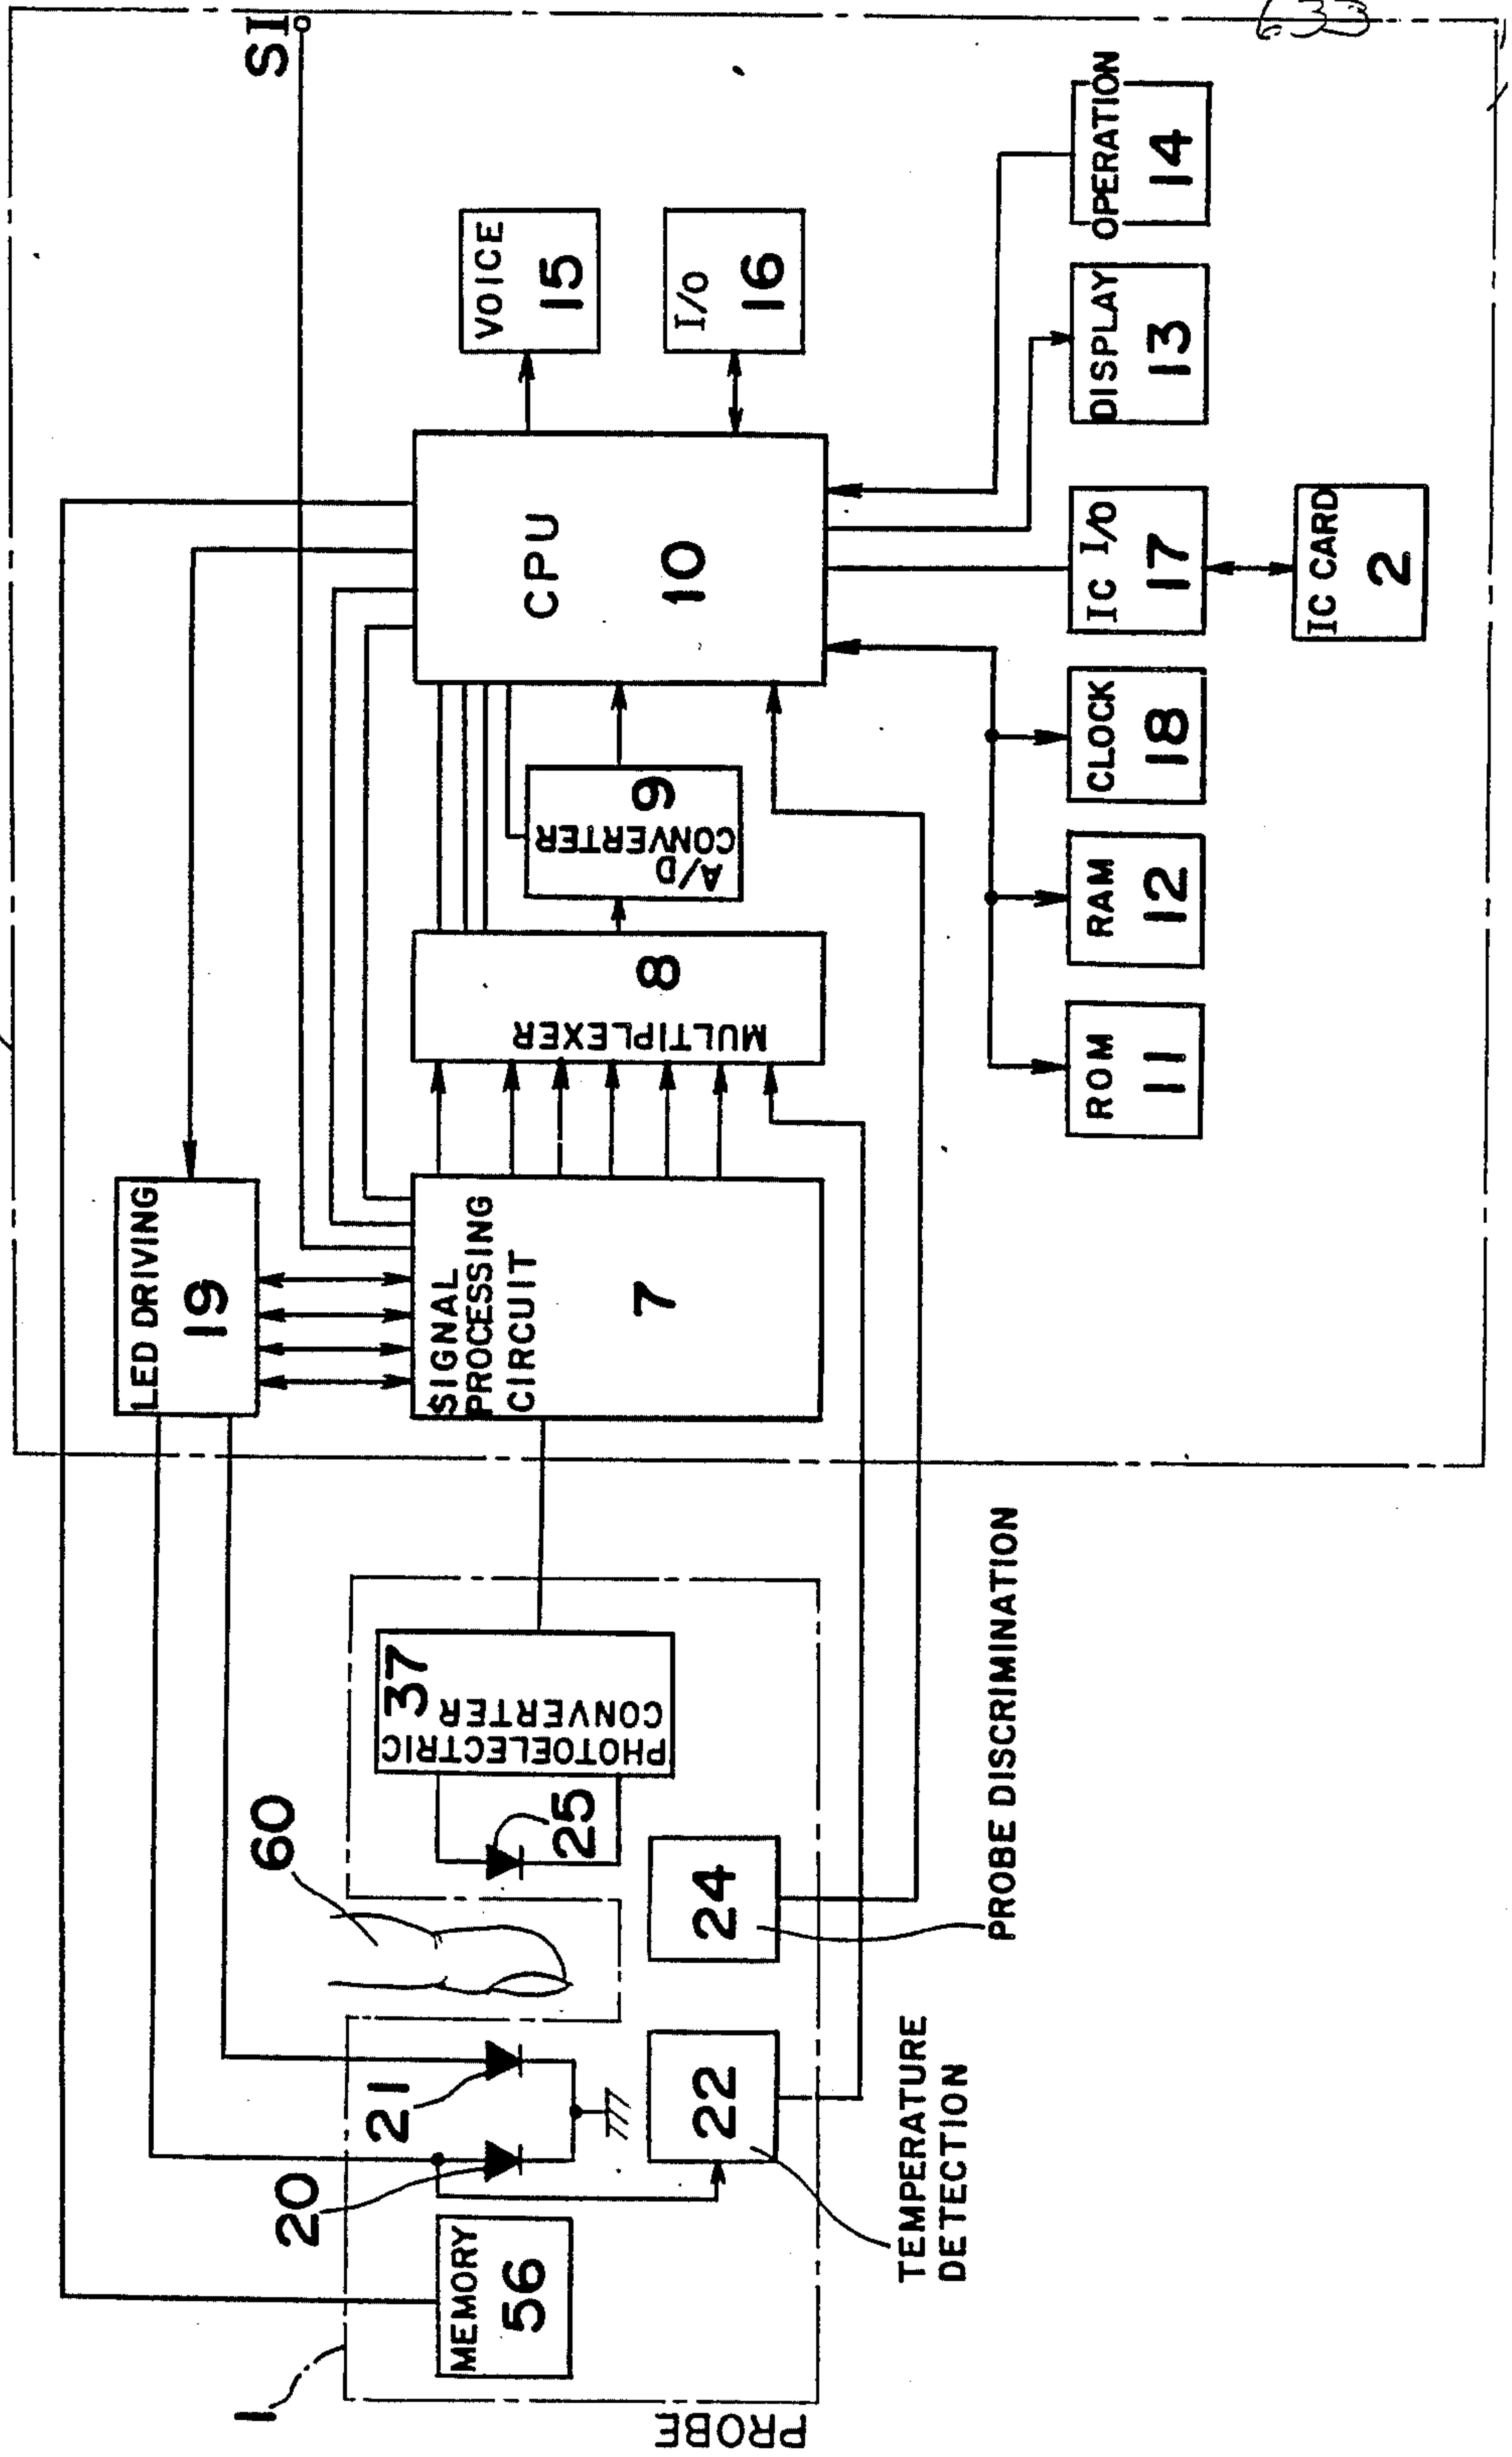 1
PROBE
MEMORY
56
20
21
22
TEMPERATURE
DETECTION
60
25
24
PROBE DISCRIMINATION
PHOTOELECTRIC
CONVERTER
37
LED DRIVING
19
SIGNAL
PROCESSING
CIRCUIT
7
MULTIPLEXER
8
A/D
CONVERTER
9
CPU
10
VOICE
15
I/O
16
ROM
11
RAM
12
CLOCK
18
IC I/O
17
IC CARD
2
DISPLAY
13
OPERATION
14
SI
633